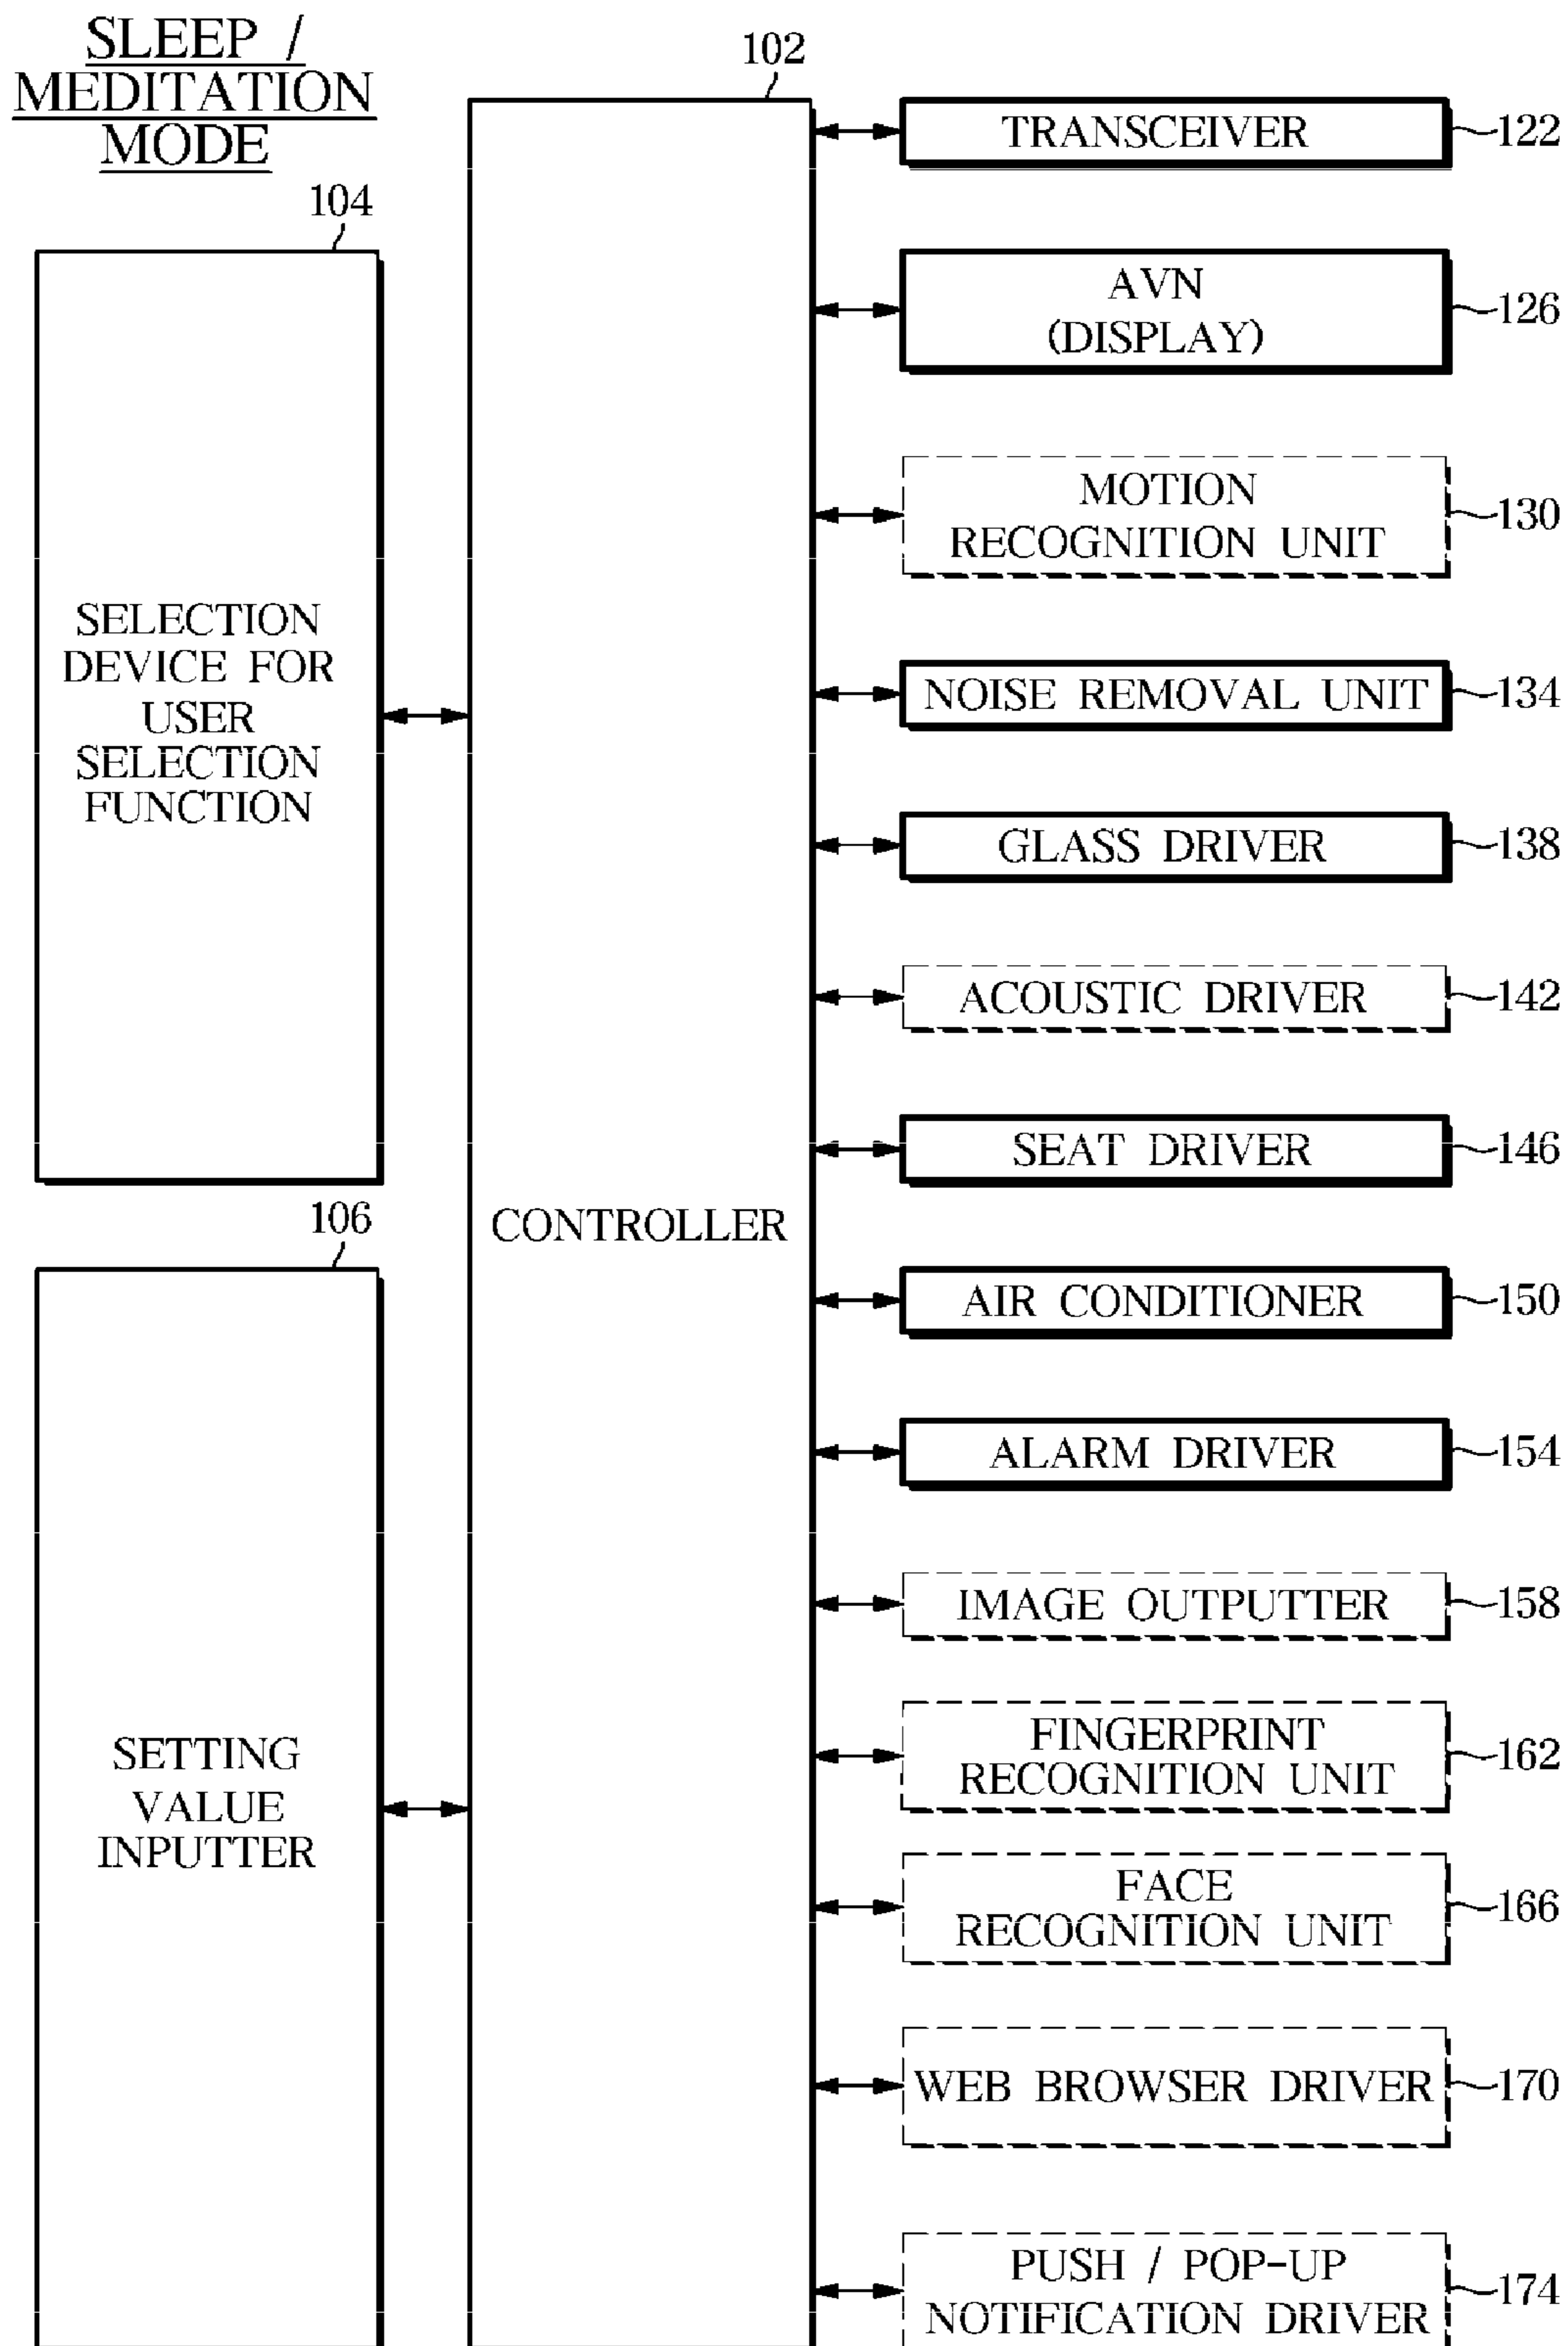 SLEEP /
MEDITATION
MODE
102
104
106
SELECTION
DEVICE FOR
USER
SELECTION
FUNCTION
SETTING
VALUE
INPUTTER
CONTROLLER
TRANSCEIVER
122
AVN
(DISPLAY)
126
MOTION
RECOGNITION UNIT
130
NOISE REMOVAL UNIT
134
GLASS DRIVER
138
ACOUSTIC DRIVER
142
SEAT DRIVER
146
AIR CONDITIONER
150
ALARM DRIVER
154
IMAGE OUTPUTTER
158
FINGERPRINT
RECOGNITION UNIT
162
FACE
RECOGNITION UNIT
166
WEB BROWSER DRIVER
170
PUSH / POP-UP
NOTIFICATION DRIVER
174